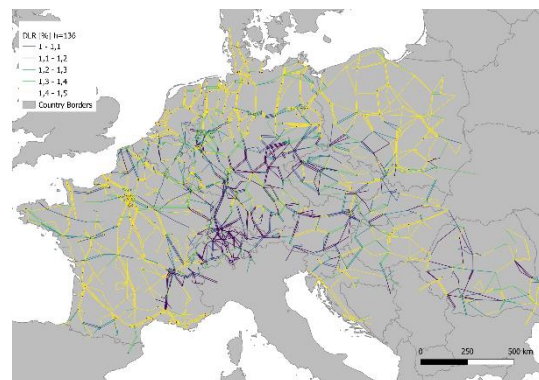 DLR [%] h=136
1 - 1,1
1,1 - 1,2
1,2 - 1,3
1,3 - 1,4
1,4 - 1,5
Country Borders
0 250 500 km